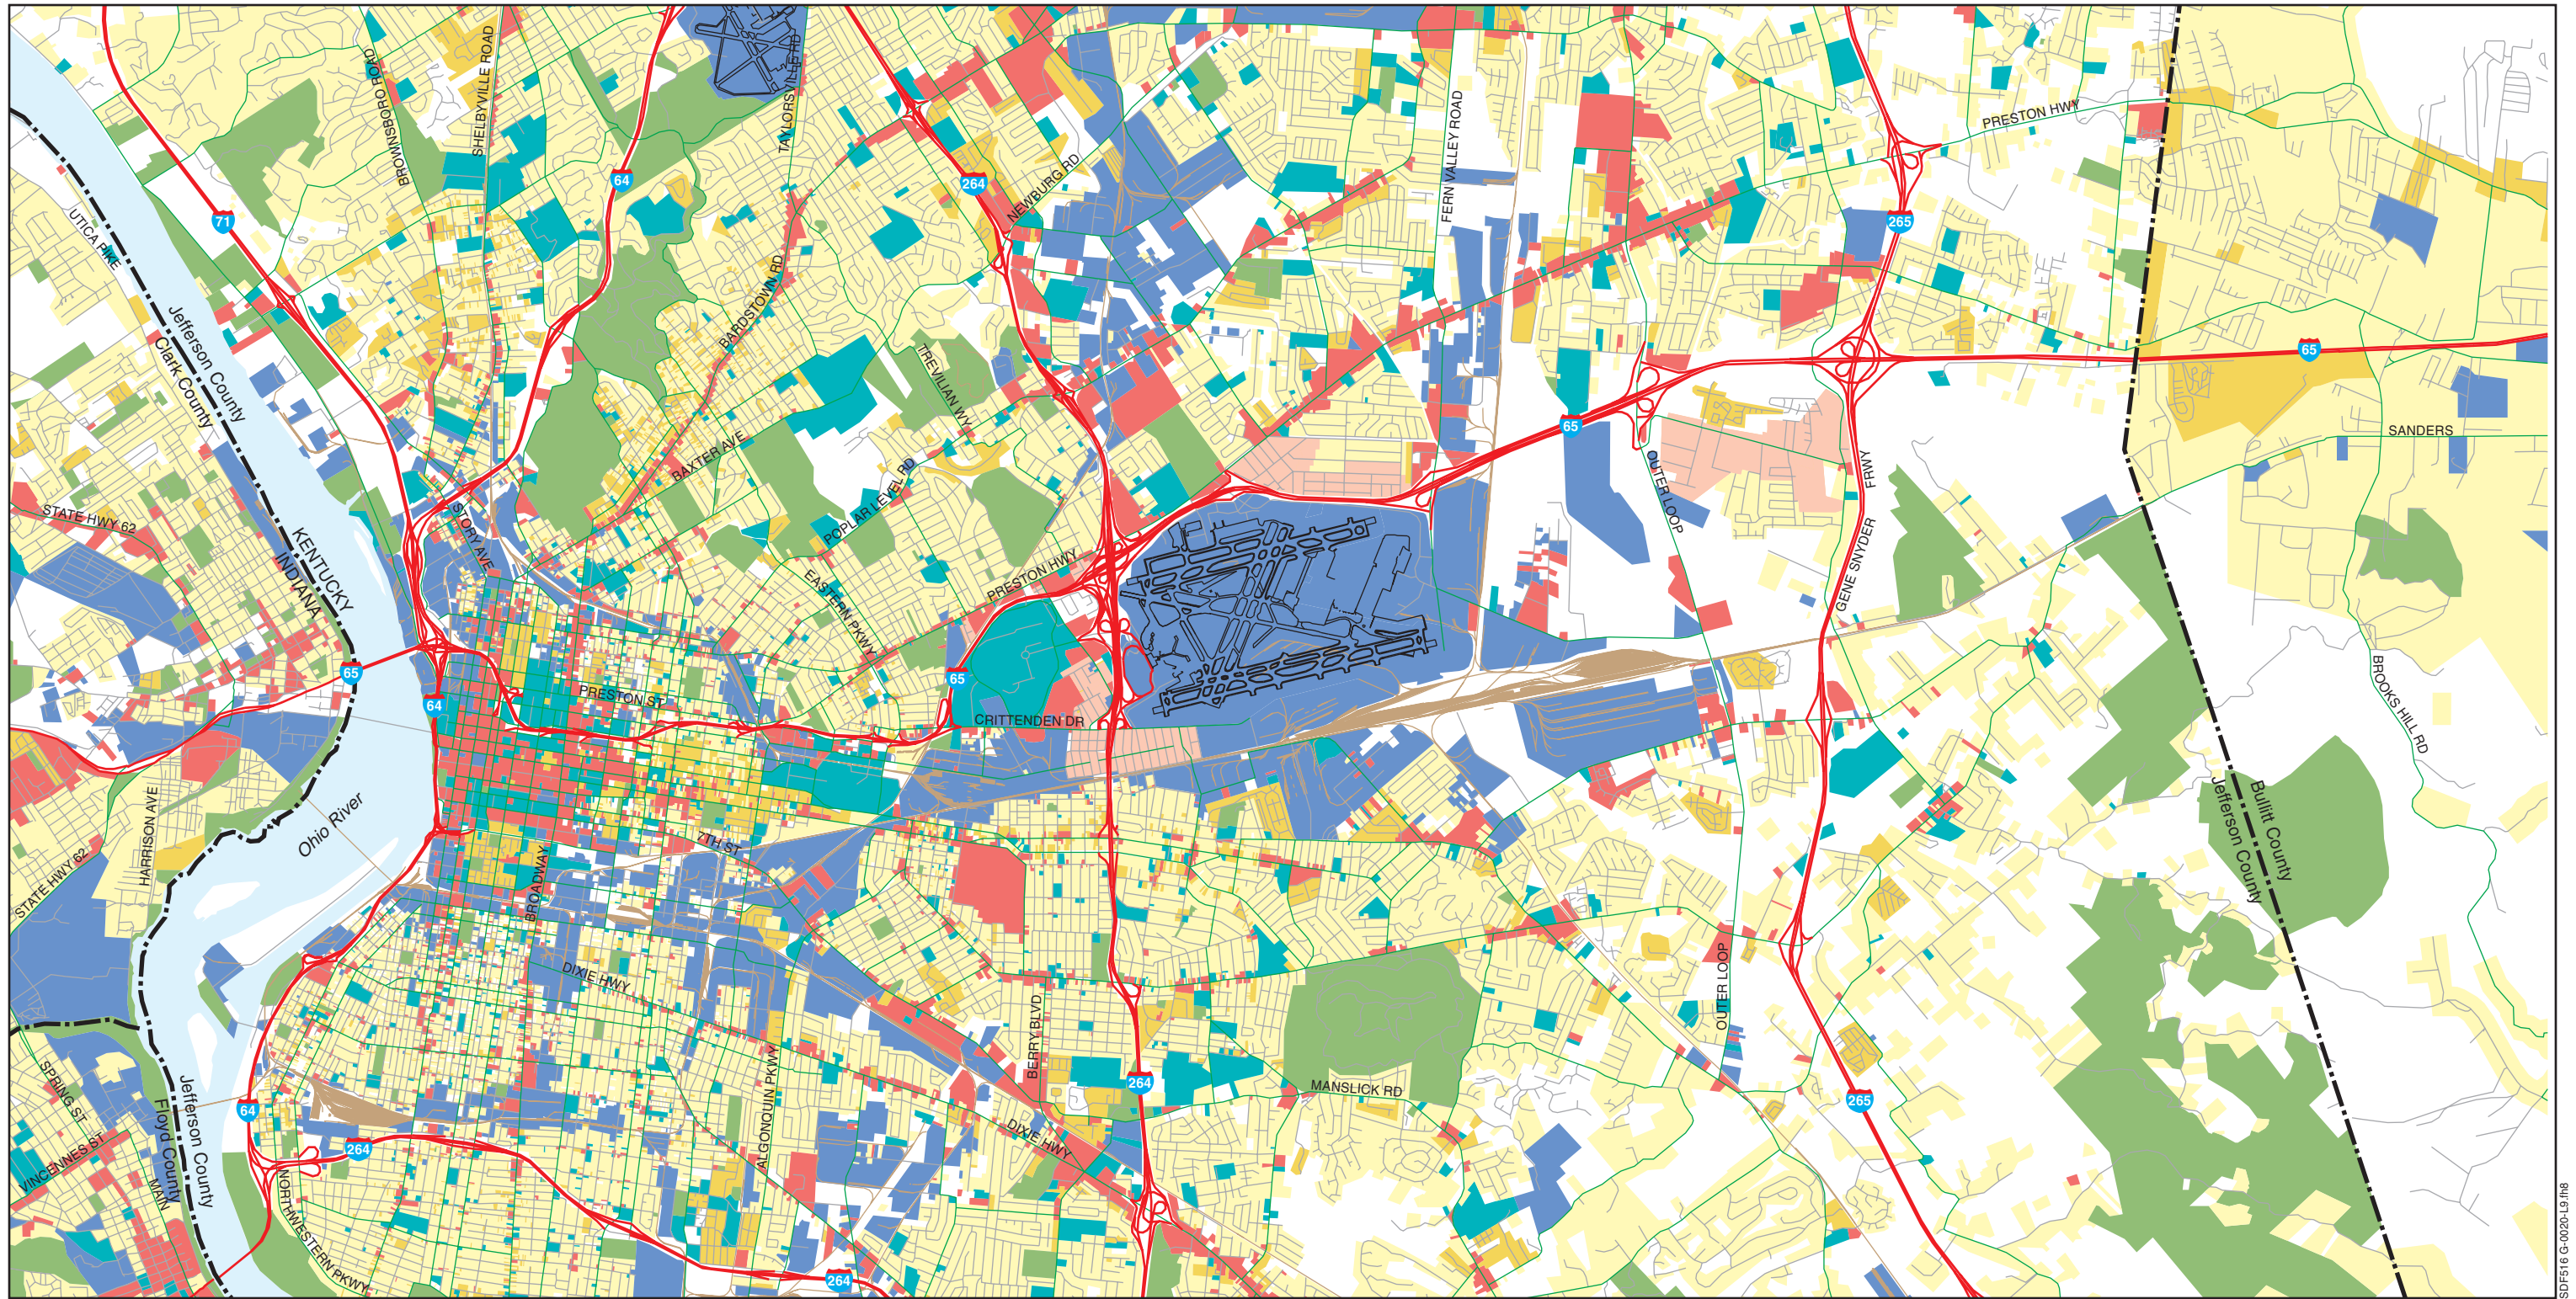 BROWNSBORO ROAD
SHELBYVILLE ROAD
TAYLORSVILLE RD
FERN VALLEY ROAD
PRESTON HWY
64
264
71
NEWBURG RD
265
UTICA PIKE
Jefferson County
Clark County
BARDSTOWN RD
TREVILIAN WY
65
65
SANDERS
BAXTER AVE
POPLAR LEVEL RD
OUTER LOOP
FRWY
GENE SNYDER
STATE HWY 62
STORY AVE
KENTUCKY
INDIANA
PRESTON HWY
EASTERN PKWY
65
65
64
PRESTON ST
CRITTENDEN DR
BROOKS HILL RD
Bullitt County
Jefferson County
Ohio River
HARRISON AVE
STATE HWY 62
7TH ST
BROADWAY
DIXIE HWY
OUTER LOOP
BERRY BLVD
ALGONQUIN PKWY
264
MANSLICK RD
265
SPRING ST
Floyd County
Jefferson County
64
264
DIXIE HWY
VINCENNES ST
MAIN
NORTHWESTERN PKWY
264
SDF516 G-0020-L9.fh8